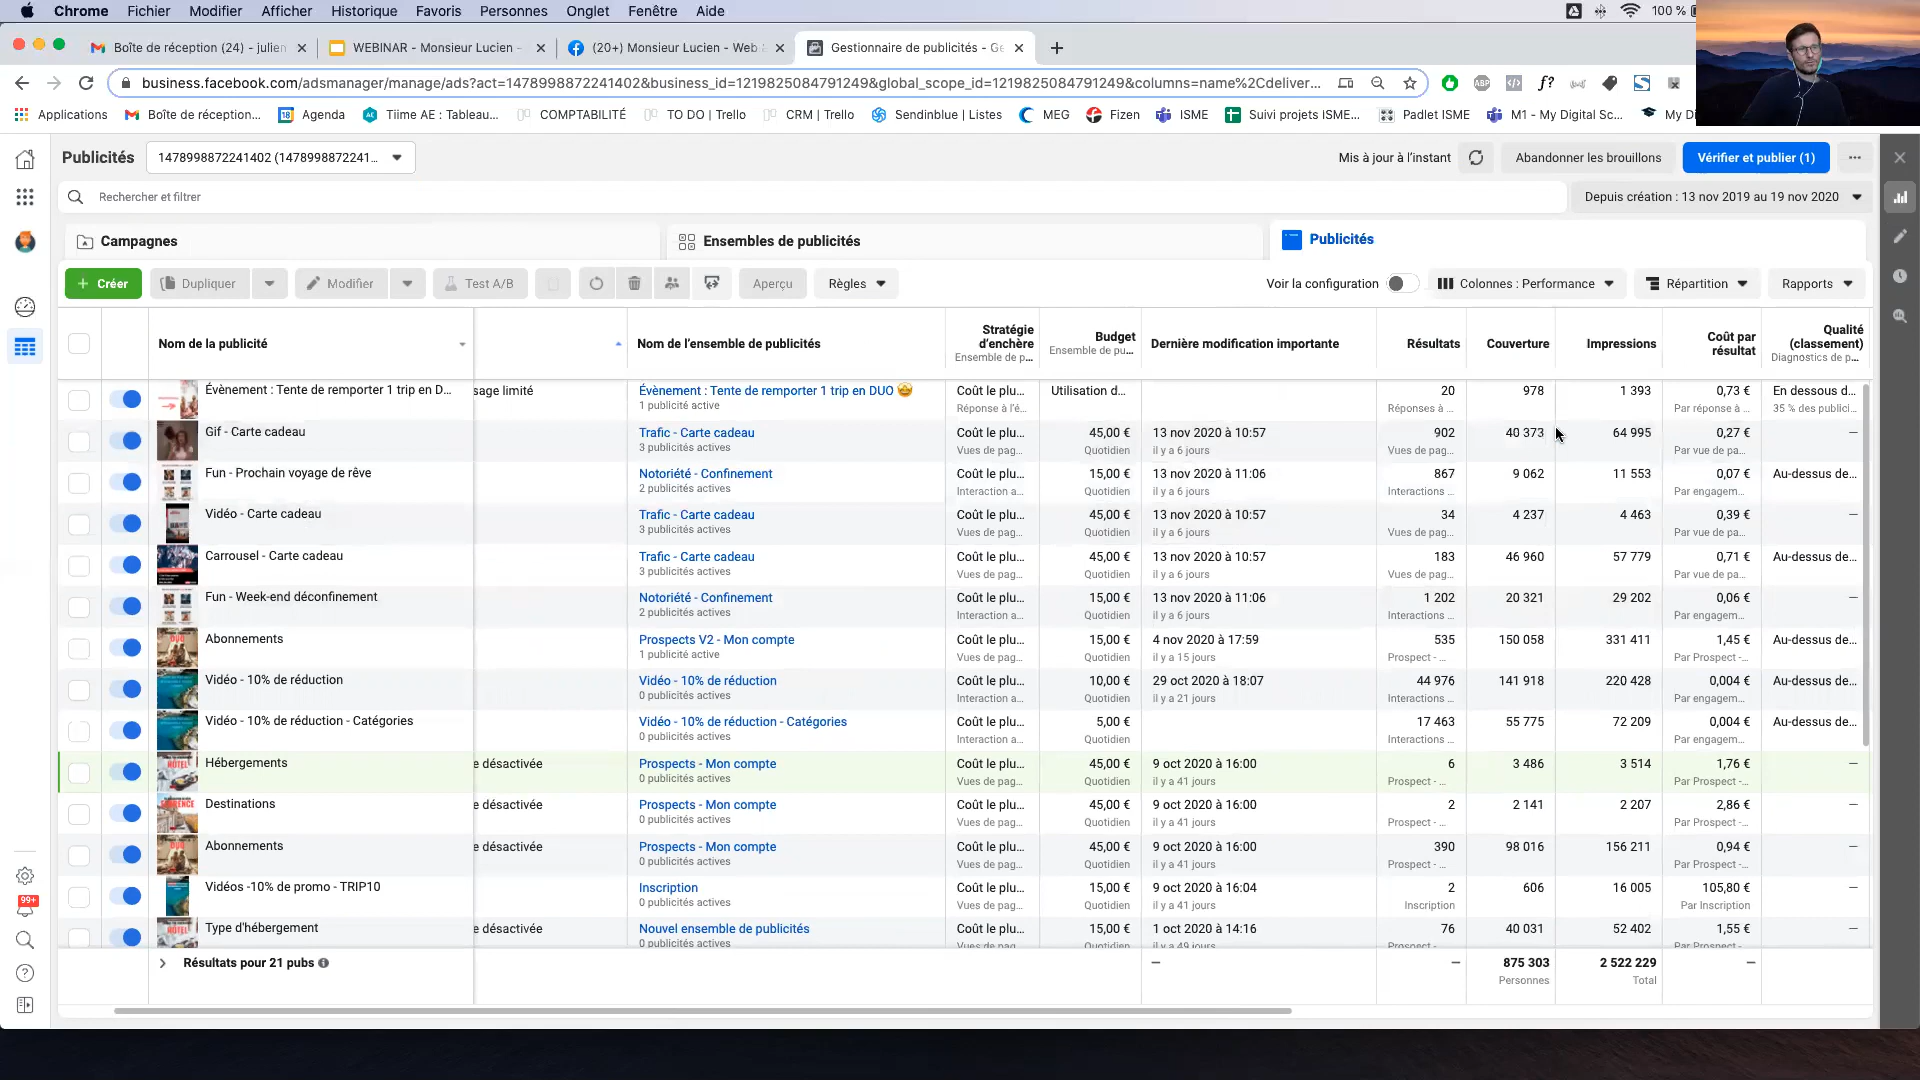 Chrome Fichier Modifier Afficher Historique Favoris Personnes Onglet Fenêtre Aide 100 %
Boîte de réception (24) - julien WEBINAR - Monsieur Lucien - (20+) Monsieur Lucien - Web Gestionnaire de publicités - Ge
business.facebook.com/adsmanager/manage/ads?act=1478998872241402&business_id=1219825084791249&global_scope_id=1219825084791249&columns=name%2Cdeliver...
Applications Boîte de réception... Agenda Tiime AE : Tableau... COMPTABILITÉ TO DO | Trello CRM | Trello Sendinblue | Listes MEG Fizen ISME Suivi projets ISME... Padlet ISME M1 - My Digital Sc... My Di
Publicités 1478998872241402 (1478998872241... Mis à jour à l'instant Abandonner les brouillons Vérifier et publier (1)
Rechercher et filtrer Depuis création : 13 nov 2019 au 19 nov 2020
Campagnes Ensembles de publicités Publicités
+ Créer Dupliquer Modifier Test A/B Aperçu Règles Voir la configuration Colonnes : Performance Répartition Rapports
Nom de la publicité Nom de l'ensemble de publicités Stratégie d'enchère Ensemble de p... Budget Ensemble de pu... Dernière modification importante Résultats Couverture Impressions Coût par résultat Qualité (classement) Diagnostics de p...
Évènement : Tente de remporter 1 trip en D... sage limité Évènement : Tente de remporter 1 trip en DUO 🤩 Coût le plu... Utilisation d... 20 978 1 393 0,73 € En dessous d...
1 publicité active Réponse à l'é... Réponses à ... Par réponse à ... 35 % des publici...
Gif - Carte cadeau Trafic - Carte cadeau Coût le plu... 45,00 € 13 nov 2020 à 10:57 902 40 373 64 995 0,27 € —
3 publicités actives Vues de pag... Quotidien il y a 6 jours Vues de pag... Par vue de pa...
Fun - Prochain voyage de rêve Notoriété - Confinement Coût le plu... 15,00 € 13 nov 2020 à 11:06 867 9 062 11 553 0,07 € Au-dessus de...
2 publicités actives Interaction a... Quotidien il y a 6 jours Interactions ... Par engagem...
Vidéo - Carte cadeau Trafic - Carte cadeau Coût le plu... 45,00 € 13 nov 2020 à 10:57 34 4 237 4 463 0,39 € —
3 publicités actives Vues de pag... Quotidien il y a 6 jours Vues de pag... Par vue de pa...
Carrousel - Carte cadeau Trafic - Carte cadeau Coût le plu... 45,00 € 13 nov 2020 à 10:57 183 46 960 57 779 0,71 € Au-dessus de...
3 publicités actives Vues de pag... Quotidien il y a 6 jours Vues de pag... Par vue de pa...
Fun - Week-end déconfinement Notoriété - Confinement Coût le plu... 15,00 € 13 nov 2020 à 11:06 1 202 20 321 29 202 0,06 € —
2 publicités actives Interaction a... Quotidien il y a 6 jours Interactions ... Par engagem...
Abonnements Prospects V2 - Mon compte Coût le plu... 15,00 € 4 nov 2020 à 17:59 535 150 058 331 411 1,45 € Au-dessus de...
1 publicité active Vues de pag... Quotidien il y a 15 jours Prospect - ... Par Prospect -...
Vidéo - 10% de réduction Vidéo - 10% de réduction Coût le plu... 10,00 € 29 oct 2020 à 18:07 44 976 141 918 220 428 0,004 € Au-dessus de...
0 publicités actives Interaction a... Quotidien il y a 21 jours Interactions ... Par engagem...
Vidéo - 10% de réduction - Catégories Vidéo - 10% de réduction - Catégories Coût le plu... 5,00 € 17 463 55 775 72 209 0,004 € Au-dessus de...
0 publicités actives Interaction a... Quotidien Interactions ... Par engagem...
Hébergements e désactivée Prospects - Mon compte Coût le plu... 45,00 € 9 oct 2020 à 16:00 6 3 486 3 514 1,76 € —
0 publicités actives Vues de pag... Quotidien il y a 41 jours Prospect - ... Par Prospect -...
Destinations e désactivée Prospects - Mon compte Coût le plu... 45,00 € 9 oct 2020 à 16:00 2 2 141 2 207 2,86 € —
0 publicités actives Vues de pag... Quotidien il y a 41 jours Prospect - ... Par Prospect -...
Abonnements e désactivée Prospects - Mon compte Coût le plu... 45,00 € 9 oct 2020 à 16:00 390 98 016 156 211 0,94 € —
0 publicités actives Vues de pag... Quotidien il y a 41 jours Prospect - ... Par Prospect -...
Vidéos -10% de promo - TRIP10 Inscription Coût le plu... 15,00 € 9 oct 2020 à 16:04 2 606 16 005 105,80 € —
0 publicités actives Vues de pag... Quotidien il y a 41 jours Inscription Par Inscription
Type d'hébergement e désactivée Nouvel ensemble de publicités Coût le plu... 15,00 € 1 oct 2020 à 14:16 76 40 031 52 402 1,55 € —
0 publicités actives Vues de pag... Quotidien il y a 49 jours Prospect - ... Par Prospect -...
99+
Résultats pour 21 pubs — — 875 303 2 522 229 —
Personnes Total